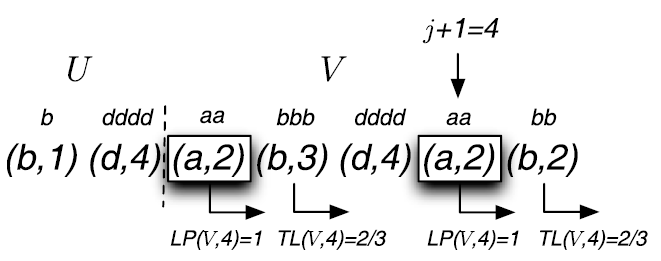 j+1=4
U V
b dddd aa bbb dddd aa bb
(b,1) (d,4) (a,2) (b,3) (d,4) (a,2) (b,2)
LP(V,4)=1 TL(V,4)=2/3 LP(V,4)=1 TL(V,4)=2/3